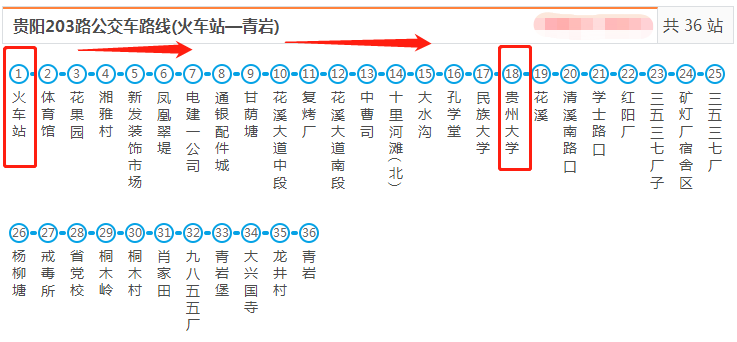 贵阳203路公交车路线(火车站—青岩)
共 36 站
1 火车站
2 体育馆
3 花果园
4 湘雅村
5 新发装饰市场
6 凤凰翠堤
7 电建一公司
8 通银配件城
9 甘荫塘
10 花溪大道中段
11 复烤厂
12 花溪大道南段
13 中曹司
14 十里河滩(北)
15 大水沟
16 孔学堂
17 民族大学
18 贵州大学
19 花溪
20 清溪南路口
21 学士路口
22 红阳厂
23 三五三七厂子
24 矿灯厂宿舍区
25 三五三七厂
26 杨柳塘
27 戒毒所
28 省党校
29 桐木岭
30 桐木村
31 肖家田
32 九八五五厂
33 青岩堡
34 大兴国寺
35 龙井村
36 青岩